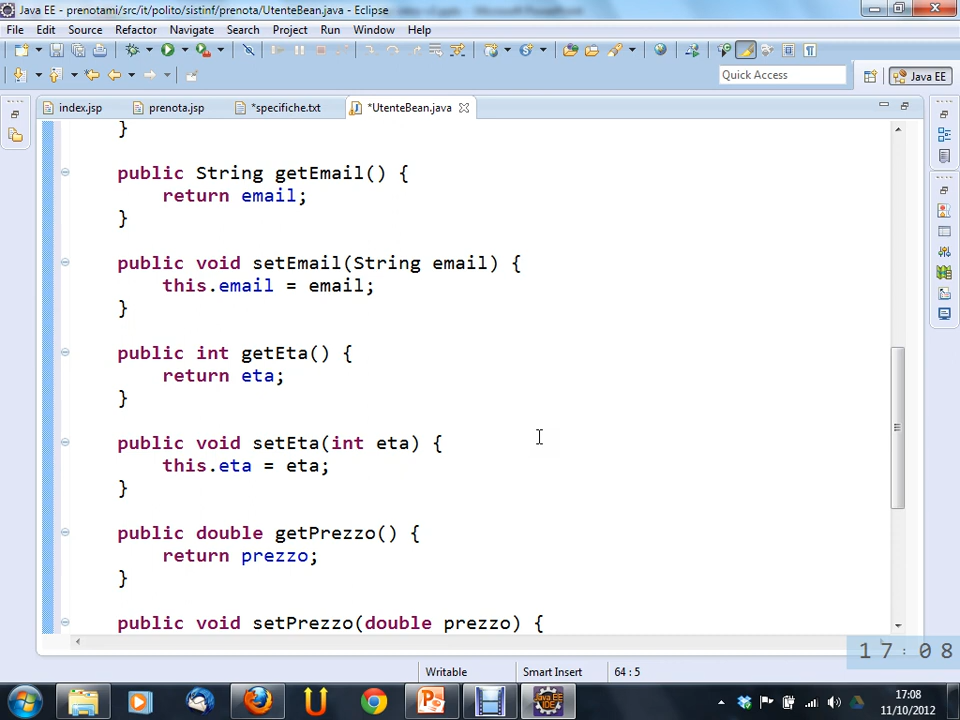 Java EE - prenotami/src/it/polito/sistinf/prenota/UtenteBean.java - Eclipse
File Edit Source Refactor Navigate Search Project Run Window Help
Quick Access
Java EE
index.jsp prenota.jsp *specifiche.txt *UtenteBean.java
}
public String getEmail() {
return email;
}
public void setEmail(String email) {
this.email = email;
}
public int getEta() {
return eta;
}
public void setEta(int eta) {
this.eta = eta;
}
public double getPrezzo() {
return prezzo;
}
public void setPrezzo(double prezzo) {
17:08
Writable Smart Insert 64 : 5
17:08
11/10/2012